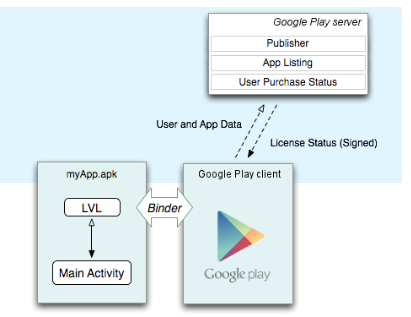 Google Play server
Publisher
App Listing
User Purchase Status
User and App Data
License Status (Signed)
myApp.apk
Google Play client
LVL
Binder
Main Activity
Google play